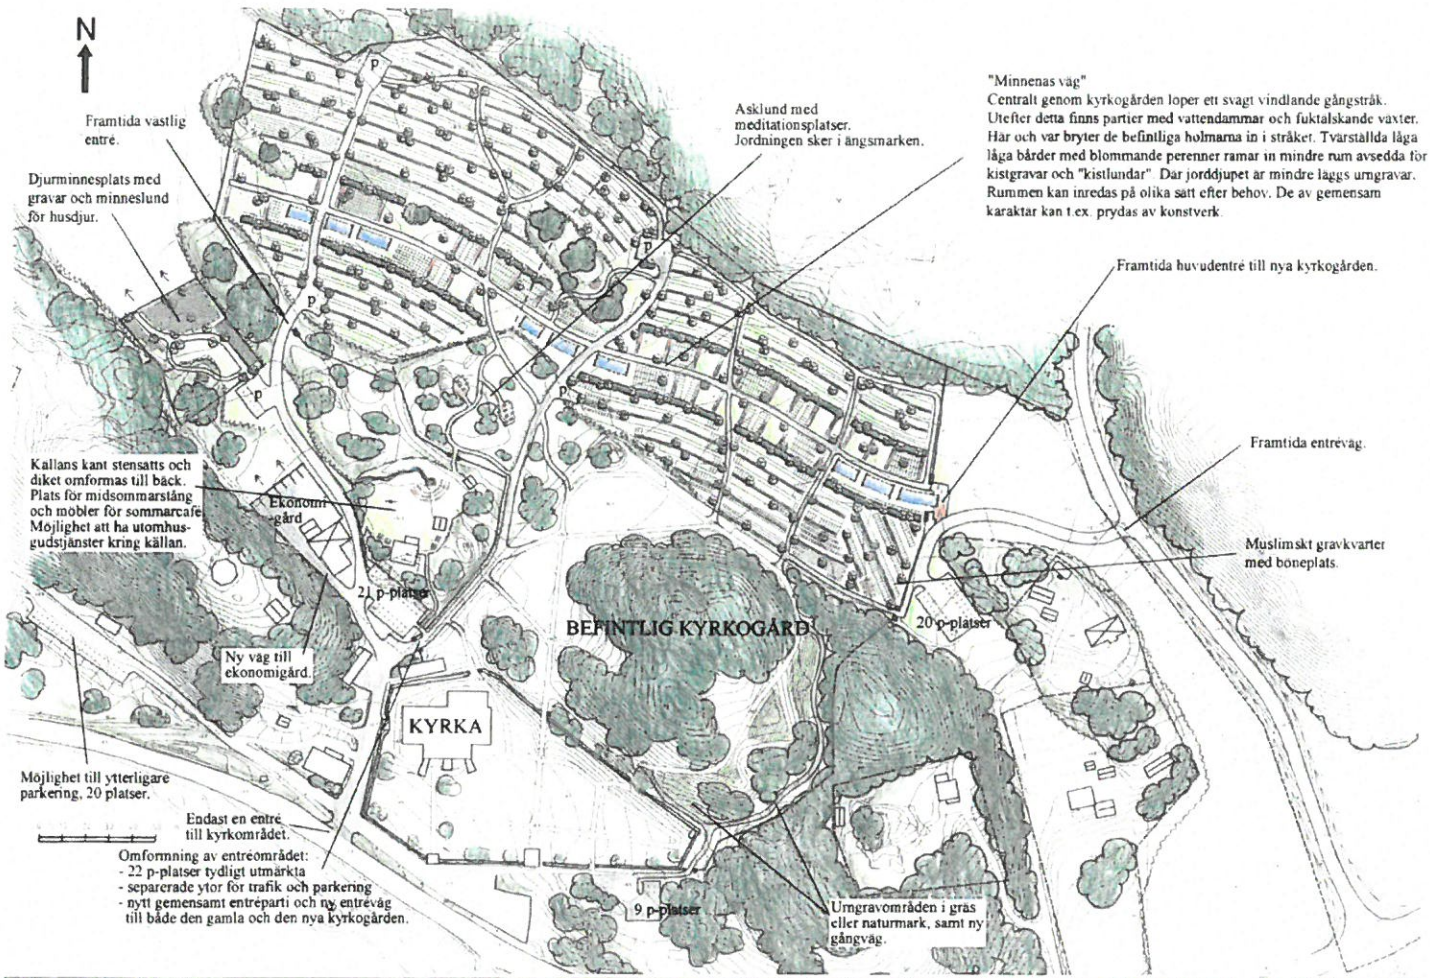 N
"Minnenas väg"
Centralt genom kyrkogården löper ett svagt vindlande gångstråk.
Utefter detta finns partier med vattendammar och fuktälskande växter.
Här och var bryter de befintliga holmarna in i stråket. Tvärställda låga
låga bårder med blommande perenner ramar in mindre rum avsedda för
kistgravar och "kistlundar". Där jorddjupet är mindre läggs urngravar.
Rummen kan inredas på olika sätt efter behov. De av gemensam
karaktär kan t.ex. prydas av konstverk.
Asklund med
meditationsplatser.
Jordningen sker i ängsmarken.
Framtida västlig
entré.
Djurminnesplats med
gravar och minneslund
för husdjur.
Framtida huvudentré till nya kyrkogården.
P
P
P
P
P
Framtida entréväg.
Källans kant stensatts och
diket omformas till bäck.
Plats för midsommarstång
och möbler för sommarcafé.
Möjlighet att ha utomhus-
gudstjänster kring källan.
Ekonomi
-gård
Muslimskt gravkvarter
med böneplats.
21 p-platser
BEFINTLIG KYRKOGÅRD
20 p-platser
Ny väg till
ekonomigård.
KYRKA
Möjlighet till ytterligare
parkering, 20 platser.
Endast en entré
till kyrkområdet.
Omformning av entréområdet:
- 22 p-platser tydligt utmärkta
- separerade ytor för trafik och parkering
- nytt gemensamt entréparti och ny entréväg
till både den gamla och den nya kyrkogården.
9 p-platser
Urngravområden i gräs
eller naturmark, samt ny
gångväg.